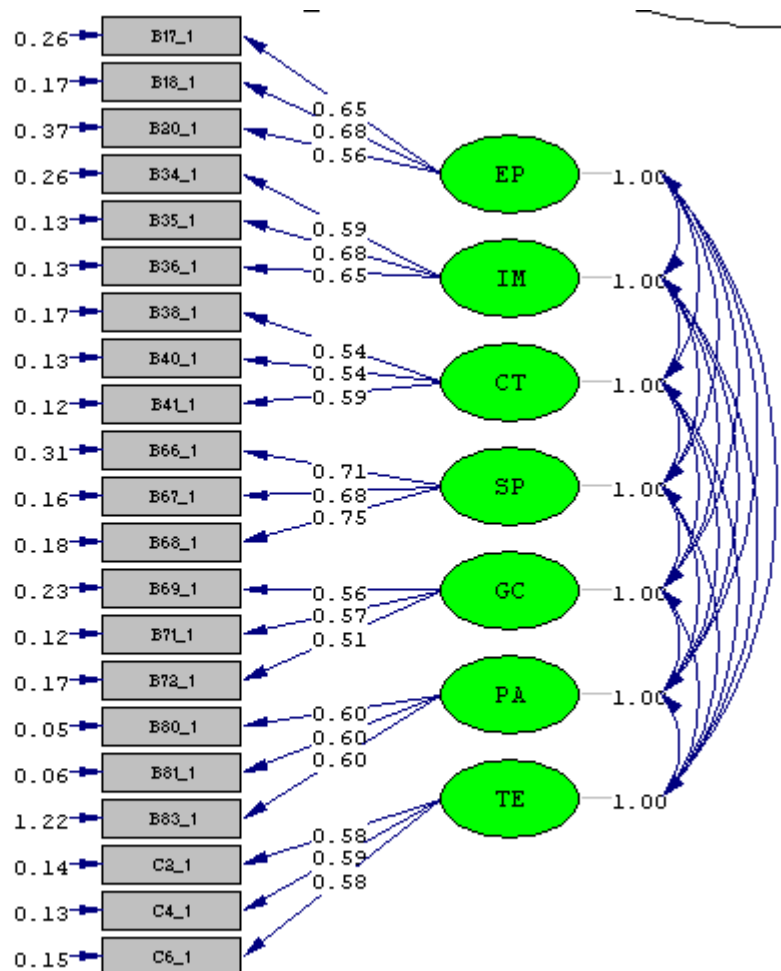 0.26 B17_1
0.17 B18_1
0.65
0.37 B20_1
0.68
0.56
0.26 B34_1
EP 1.00
0.13 B35_1
0.59
0.68
0.13 B36_1
0.65
IM 1.00
0.17 B38_1
0.54
0.13 B40_1
0.54
CT 1.00
0.12 B41_1
0.59
0.31 B66_1
0.71
0.16 B67_1
0.68
SP 1.00
0.18 B68_1
0.75
0.23 B69_1
0.56
GC 1.00
0.12 B71_1
0.57
0.51
0.17 B72_1
PA 1.00
0.05 B80_1
0.60
0.60
0.06 B81_1
0.60
1.22 B83_1
TE 1.00
0.14 C2_1
0.58
0.59
0.13 C4_1
0.58
0.15 C6_1